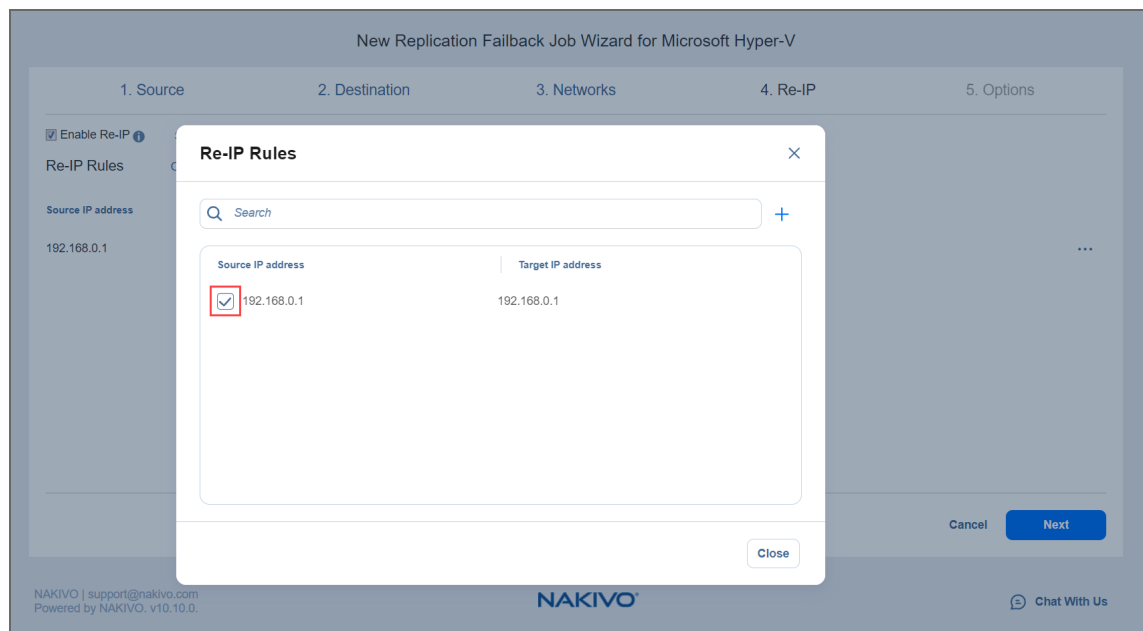 New Replication Failback Job Wizard for Microsoft Hyper-V
1. Source 2. Destination 3. Networks 4. Re-IP 5. Options
Enable Re-IP
Re-IP Rules
Source IP address
192.168.0.1
...
Re-IP Rules
Search
Source IP address Target IP address
192.168.0.1 192.168.0.1
Close
Cancel Next
NAKIVO | support@nakivo.com
Powered by NAKIVO. v10.10.0.
NAKIVO
Chat With Us